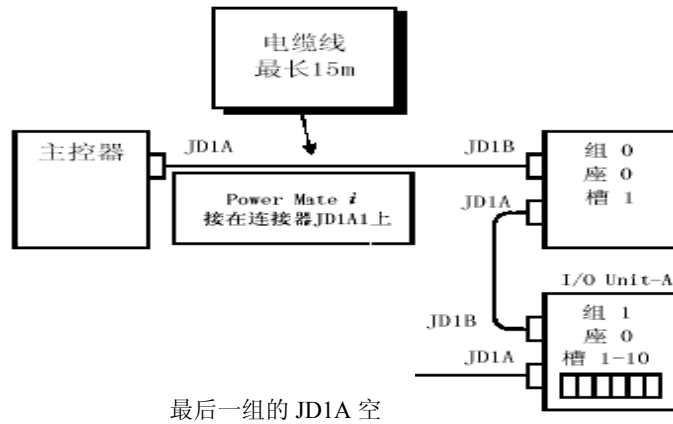 电缆线
最长15m
主控器
JD1A
JD1B
组 0
座 0
槽 1
Power Mate i
接在连接器JD1A1上
JD1A
I/O Unit-A
组 1
座 0
槽 1-10
JD1B
JD1A
最后一组的 JD1A 空